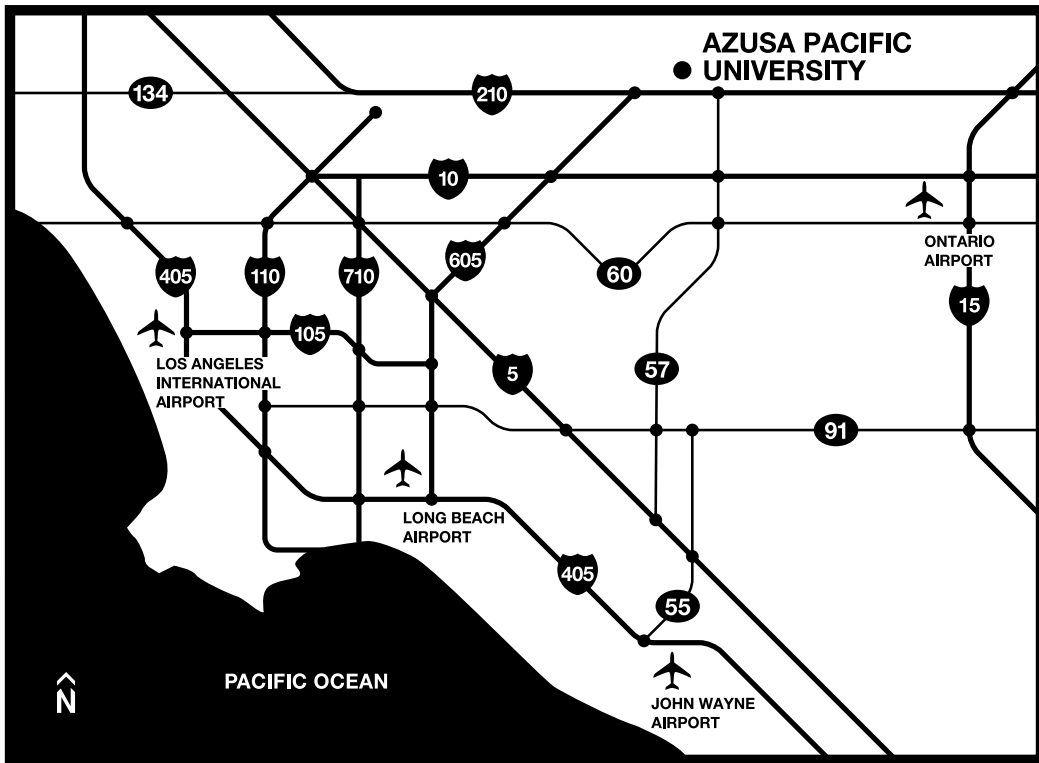 AZUSA PACIFIC
UNIVERSITY
134
210
10
405
110
710
605
60
ONTARIO
AIRPORT
15
105
LOS ANGELES
INTERNATIONAL
AIRPORT
5
57
91
LONG BEACH
AIRPORT
405
55
PACIFIC OCEAN
N
JOHN WAYNE
AIRPORT